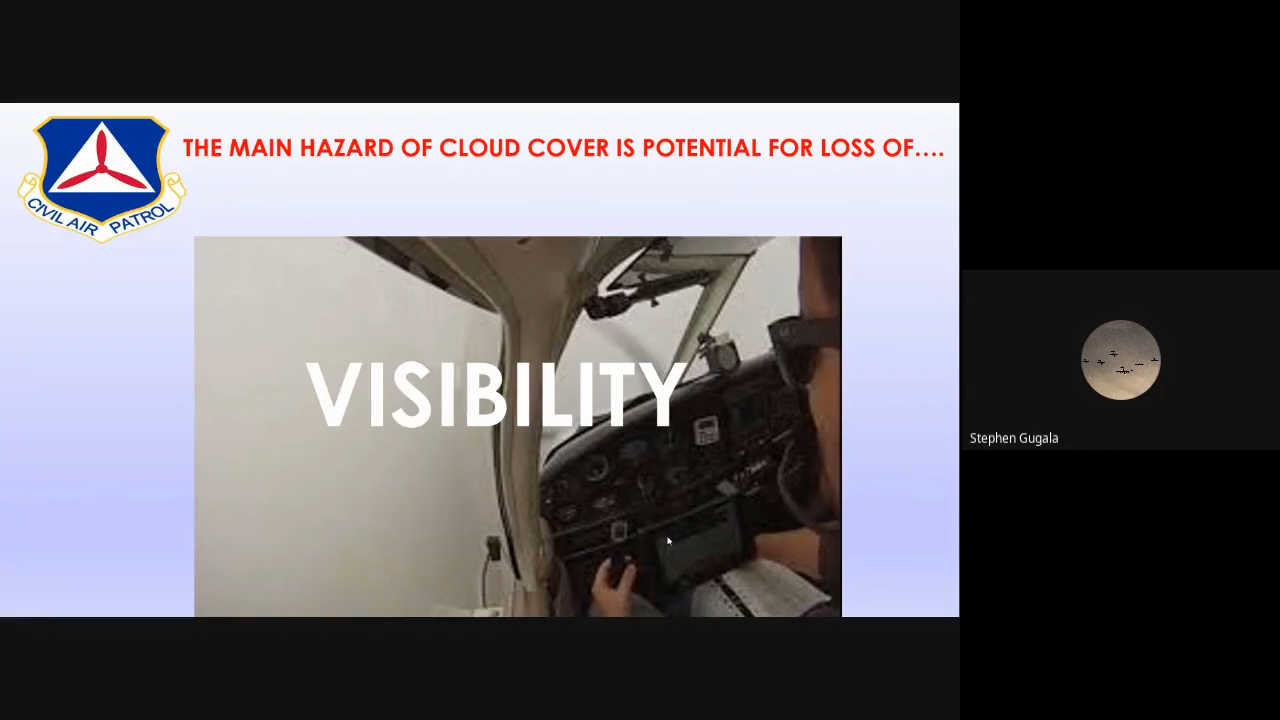 THE MAIN HAZARD OF CLOUD COVER IS POTENTIAL FOR LOSS OF....
CIVIL AIR PATROL
VISIBILITY
Stephen Gugala